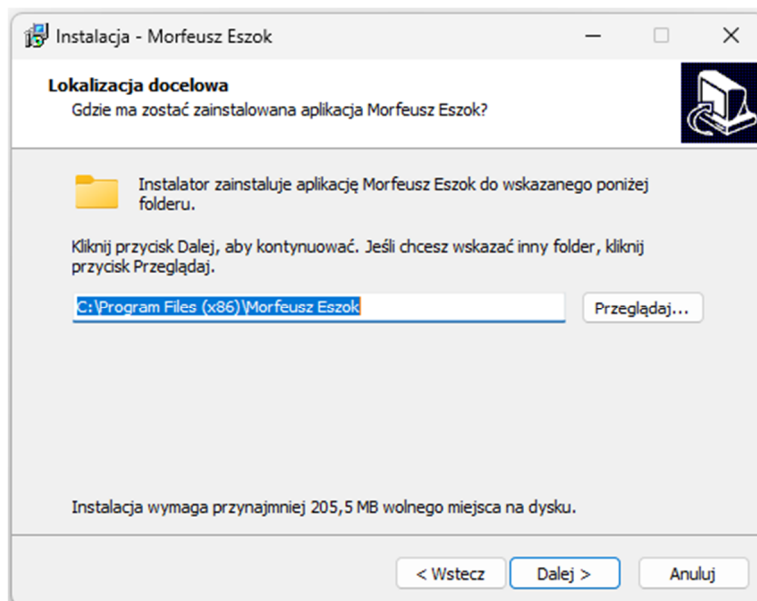 Instalacja - Morfeusz Eszok
Lokalizacja docelowa
Gdzie ma zostać zainstalowana aplikacja Morfeusz Eszok?
Instalator zainstaluje aplikację Morfeusz Eszok do wskazanego poniżej
folderu.
Kliknij przycisk Dalej, aby kontynuować. Jeśli chcesz wskazać inny folder, kliknij
przycisk Przeglądaj.
C:\Program Files (x86)\Morfeusz Eszok
Przeglądaj...
Instalacja wymaga przynajmniej 205,5 MB wolnego miejsca na dysku.
< Wstecz
Dalej >
Anuluj